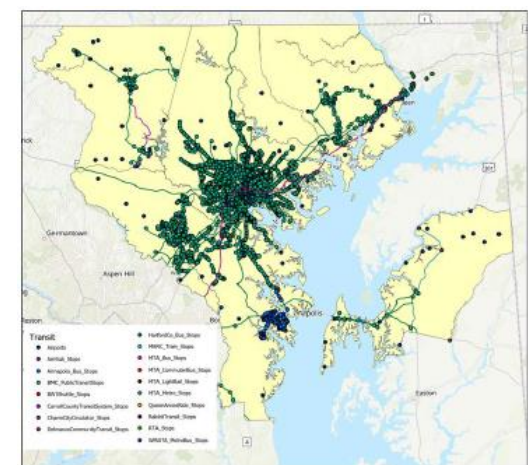 Germantown
Aspen Hill
Transit
Airports
Amtrak_Stops
Annapolis_Bus_Stops
BMC_PublicTransitStops
BWIShuttle_Stops
CarrollCountyTransitSystem_Stops
CharmCityCirculator_Stops
DelmarvaCommunityTransit_Stops
HarfordCo_Bus_Stops
MARC_Train_Stops
MTA_Bus_Stops
MTA_CommuterBus_Stops
MTA_LightRail_Stops
MTA_Metro_Stops
QueenAnnesRide_Stops
RabbitTransit_Stops
RTA_Stops
WMATA_MetroBus_Stops
Easton